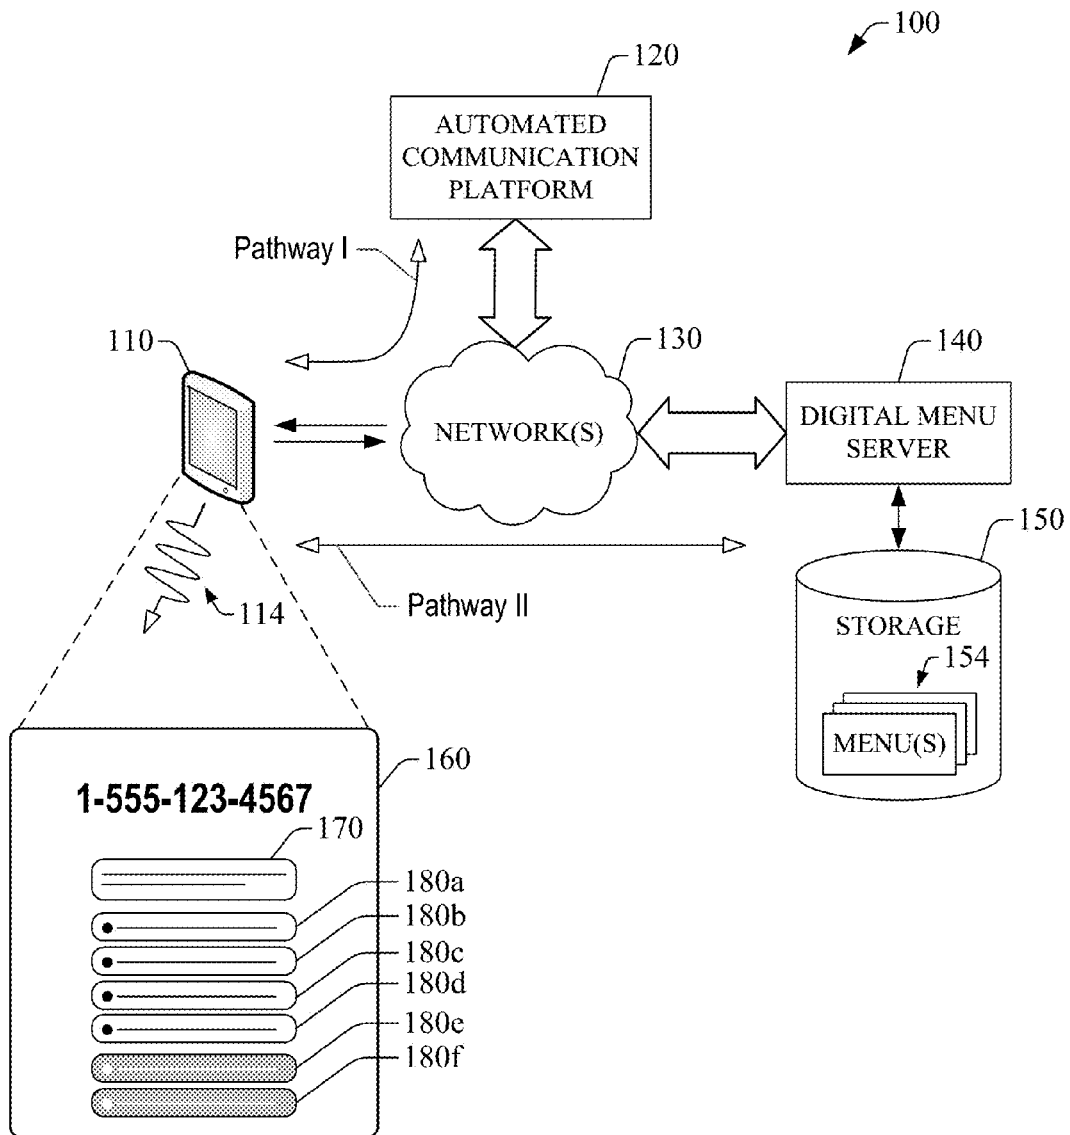 100
120
AUTOMATED
COMMUNICATION
PLATFORM
Pathway I
110
130
140
NETWORK(S)
DIGITAL MENU
SERVER
150
114
Pathway II
STORAGE
154
MENU(S)
160
1-555-123-4567
170
180a
180b
180c
180d
180e
180f